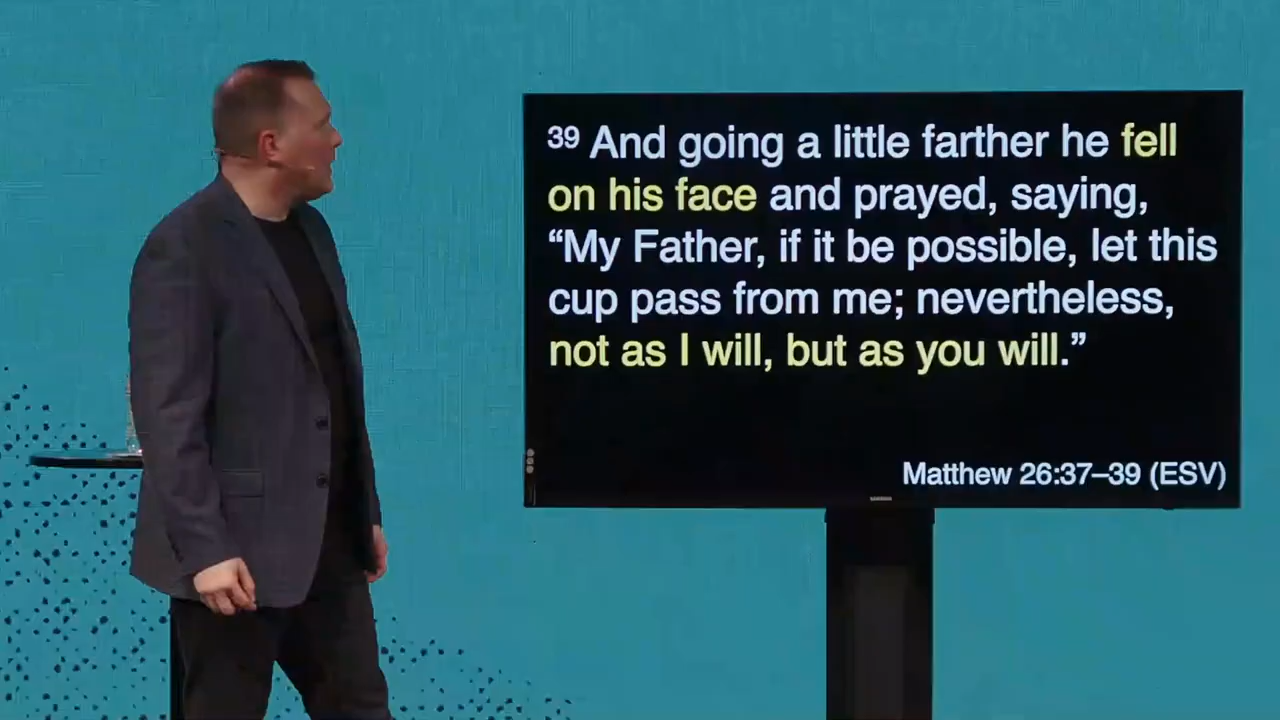 39 And going a little farther he fell
on his face and prayed, saying,
“My Father, if it be possible, let this
cup pass from me; nevertheless,
not as I will, but as you will.”
Matthew 26:37–39 (ESV)